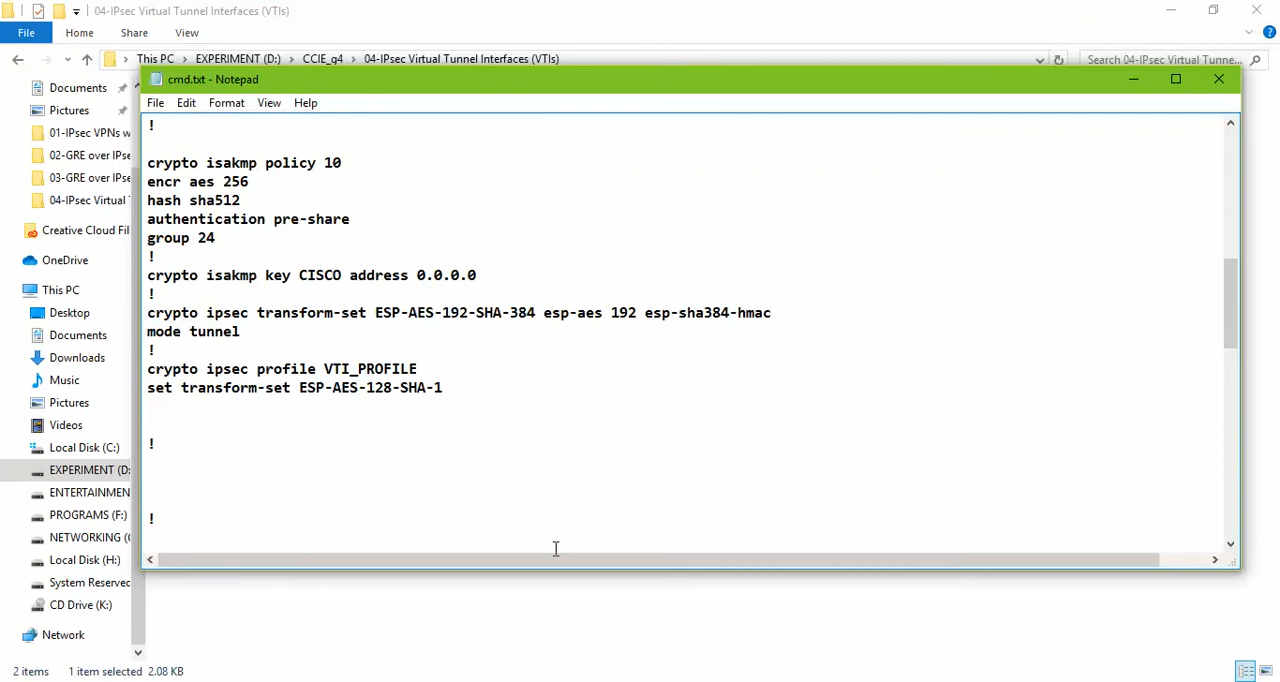 04-IPsec Virtual Tunnel Interfaces (VTIs)
File Home Share View
This PC > EXPERIMENT (D:) > CCIE_g4 > 04-IPsec Virtual Tunnel Interfaces (VTIs)
Search 04-IPsec Virtual Tunne...
Documents
Pictures
01-IPsec VPNs w
02-GRE over IPse
03-GRE over IPse
04-IPsec Virtual T
Creative Cloud Fil
OneDrive
This PC
Desktop
Documents
Downloads
Music
Pictures
Videos
Local Disk (C:)
EXPERIMENT (D:
ENTERTAINMEN
PROGRAMS (F:)
NETWORKING (
Local Disk (H:)
System Reserved
CD Drive (K:)
Network
cmd.txt - Notepad
File Edit Format View Help
!
crypto isakmp policy 10
encr aes 256
hash sha512
authentication pre-share
group 24
!
crypto isakmp key CISCO address 0.0.0.0
!
crypto ipsec transform-set ESP-AES-192-SHA-384 esp-aes 192 esp-sha384-hmac
mode tunnel
!
crypto ipsec profile VTI_PROFILE
set transform-set ESP-AES-128-SHA-1
!
!
2 items 1 item selected 2.08 KB